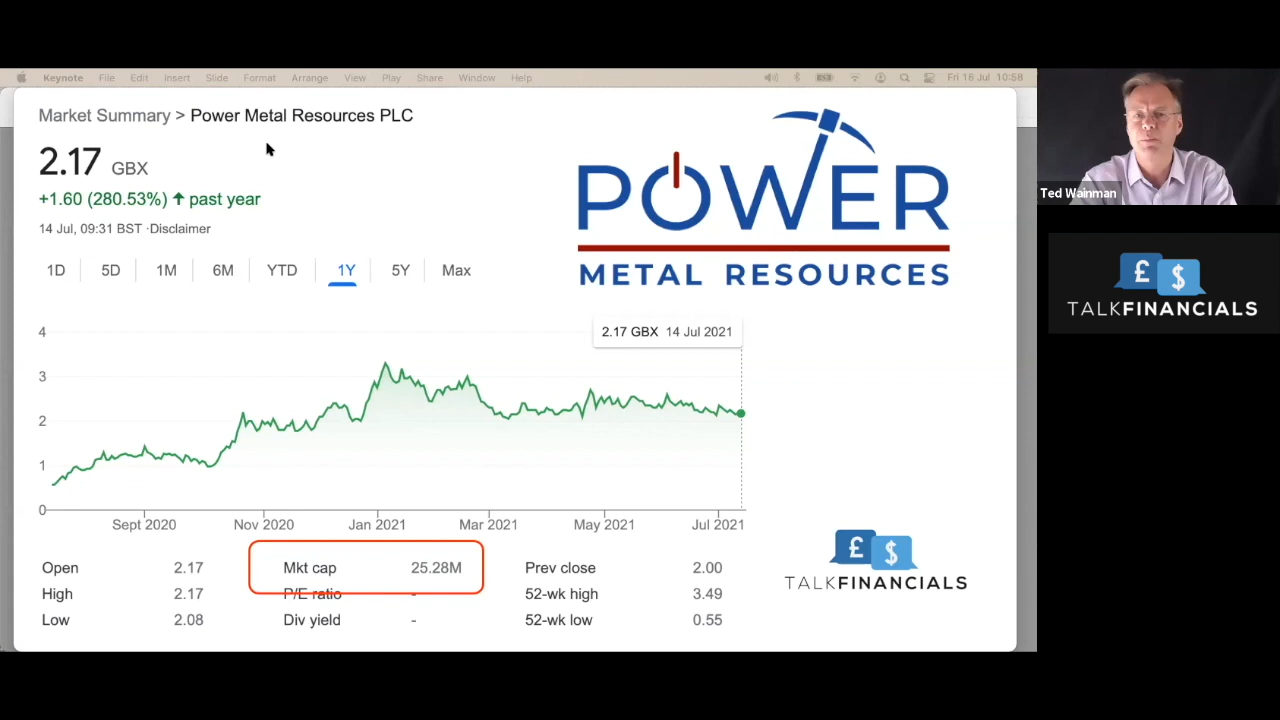 Keynote File Edit Insert Slide Format Arrange View Play Share Window Help Fri 16 Jul 10:58
Market Summary > Power Metal Resources PLC
2.17 GBX
+1.60 (280.53%) ↑ past year
14 Jul, 09:31 BST ·Disclaimer
1D 5D 1M 6M YTD 1Y 5Y Max
POWER
METAL RESOURCES
2.17 GBX 14 Jul 2021
4
3
2
1
0
Sept 2020 Nov 2020 Jan 2021 Mar 2021 May 2021 Jul 2021
Open 2.17 Mkt cap 25.28M Prev close 2.00
High 2.17 P/E ratio - 52-wk high 3.49
Low 2.08 Div yield - 52-wk low 0.55
£ $
TALKFINANCIALS
Ted Wainman
£ $
TALKFINANCIALS